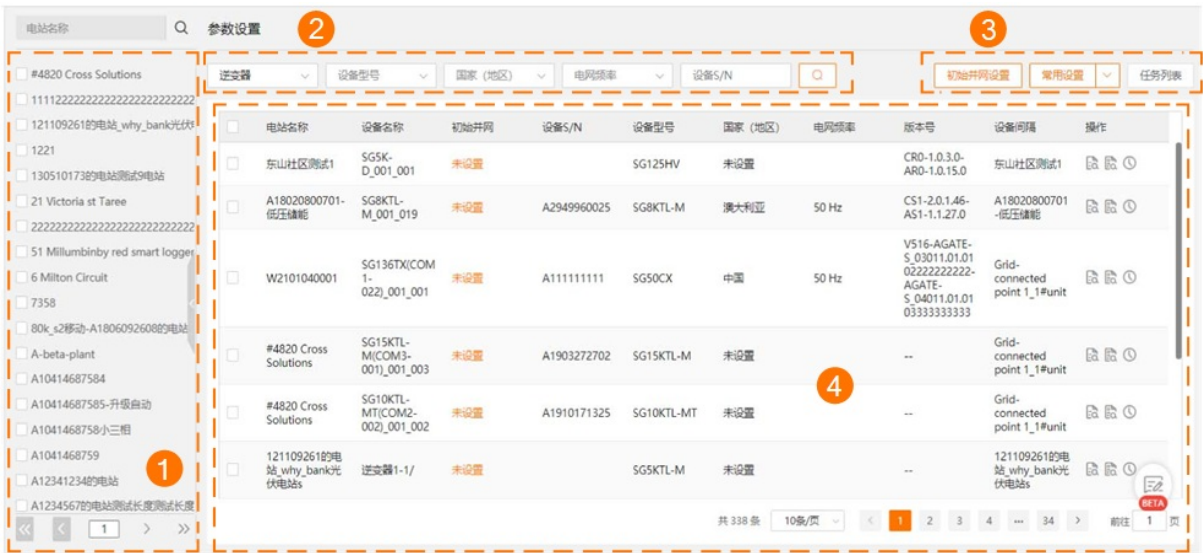 电站名称
参数设置
2
3
逆变器
设备型号
国家（地区）
电网频率
设备S/N
初始并网设置
常用设置
任务列表
#4820 Cross Solutions
121109261的电站_why_bank光伏
1221
130510173的电站测试9电站
21 Victoria st Taree
51 Millumbinby red smart logger
6 Milton Circuit
7358
80k_s2移动-A1806092608的电站
A-beta-plant
A10414687584
A10414687585-升级自动
A1041468758小三相
A1041468759
A12341234的电站
A1234567的电站测试长度测试长度
1
1
电站名称 设备名称 初始并网 设备S/N 设备型号 国家（地区） 电网频率 版本号 设备间隔 操作
东山社区测试1 SG5K- 未设置 SG125HV 未设置 CR0-1.0.3.0- 东山社区测试1
D_001_001 AR0-1.0.15.0
A18020800701- SG8KTL- 未设置 A2949960025 SG8KTL-M 澳大利亚 50 Hz CS1-2.0.1.46- A18020800701
低压储能 M_001_019 AS1-1.1.27.0 -低压储能
V516-AGATE-
S_03011.01.01
W2101040001 SG136TX(COM 未设置 A111111111 SG50CX 中国 50 Hz 02222222222- Grid-
1- AGATE- connected
022)_001_001 S_04011.01.01 point 1_1#unit
03333333333
#4820 Cross SG15KTL- 未设置 A1903272702 SG15KTL-M 未设置 -- Grid-
Solutions M(COM3- connected
001)_001_003 point 1_1#unit
4
#4820 Cross SG10KTL- 未设置 A1910171325 SG10KTL-MT 未设置 -- Grid-
Solutions MT(COM2- connected
002)_001_002 point 1_1#unit
121109261的电 逆变器1-1/ 未设置 SG5KTL-M 未设置 -- 121109261的电
站_why_bank光 站_why_bank光
伏电站s 伏电站s
BETA
共 338 条 10条/页 1 2 3 4 ··· 34 前往 1 页